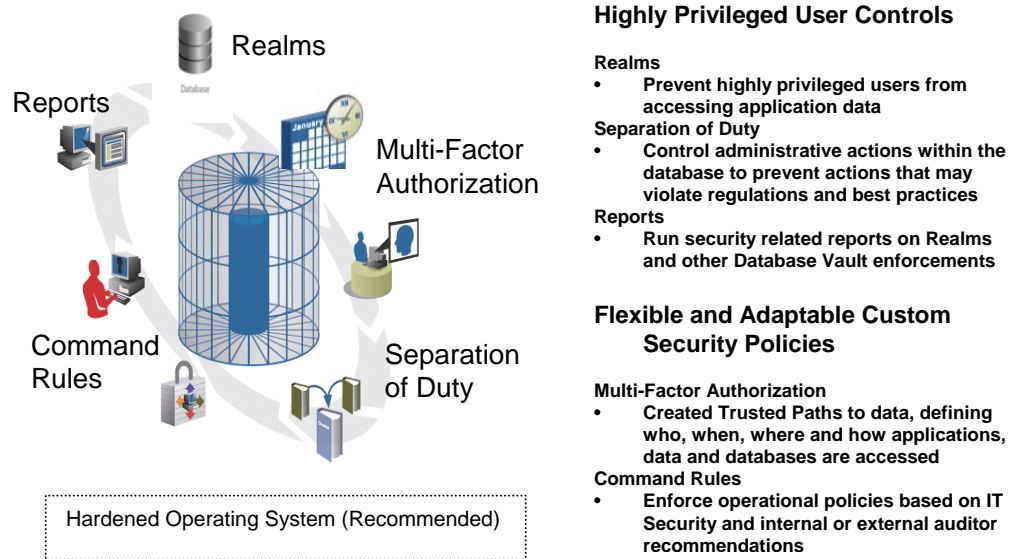 Realms
Database
Reports
January
Multi-Factor
Authorization
Command
Rules
Separation
of Duty
Hardened Operating System (Recommended)
Highly Privileged User Controls
Realms
• Prevent highly privileged users from
accessing application data
Separation of Duty
• Control administrative actions within the
database to prevent actions that may
violate regulations and best practices
Reports
• Run security related reports on Realms
and other Database Vault enforcements
Flexible and Adaptable Custom
Security Policies
Multi-Factor Authorization
• Created Trusted Paths to data, defining
who, when, where and how applications,
data and databases are accessed
Command Rules
• Enforce operational policies based on IT
Security and internal or external auditor
recommendations